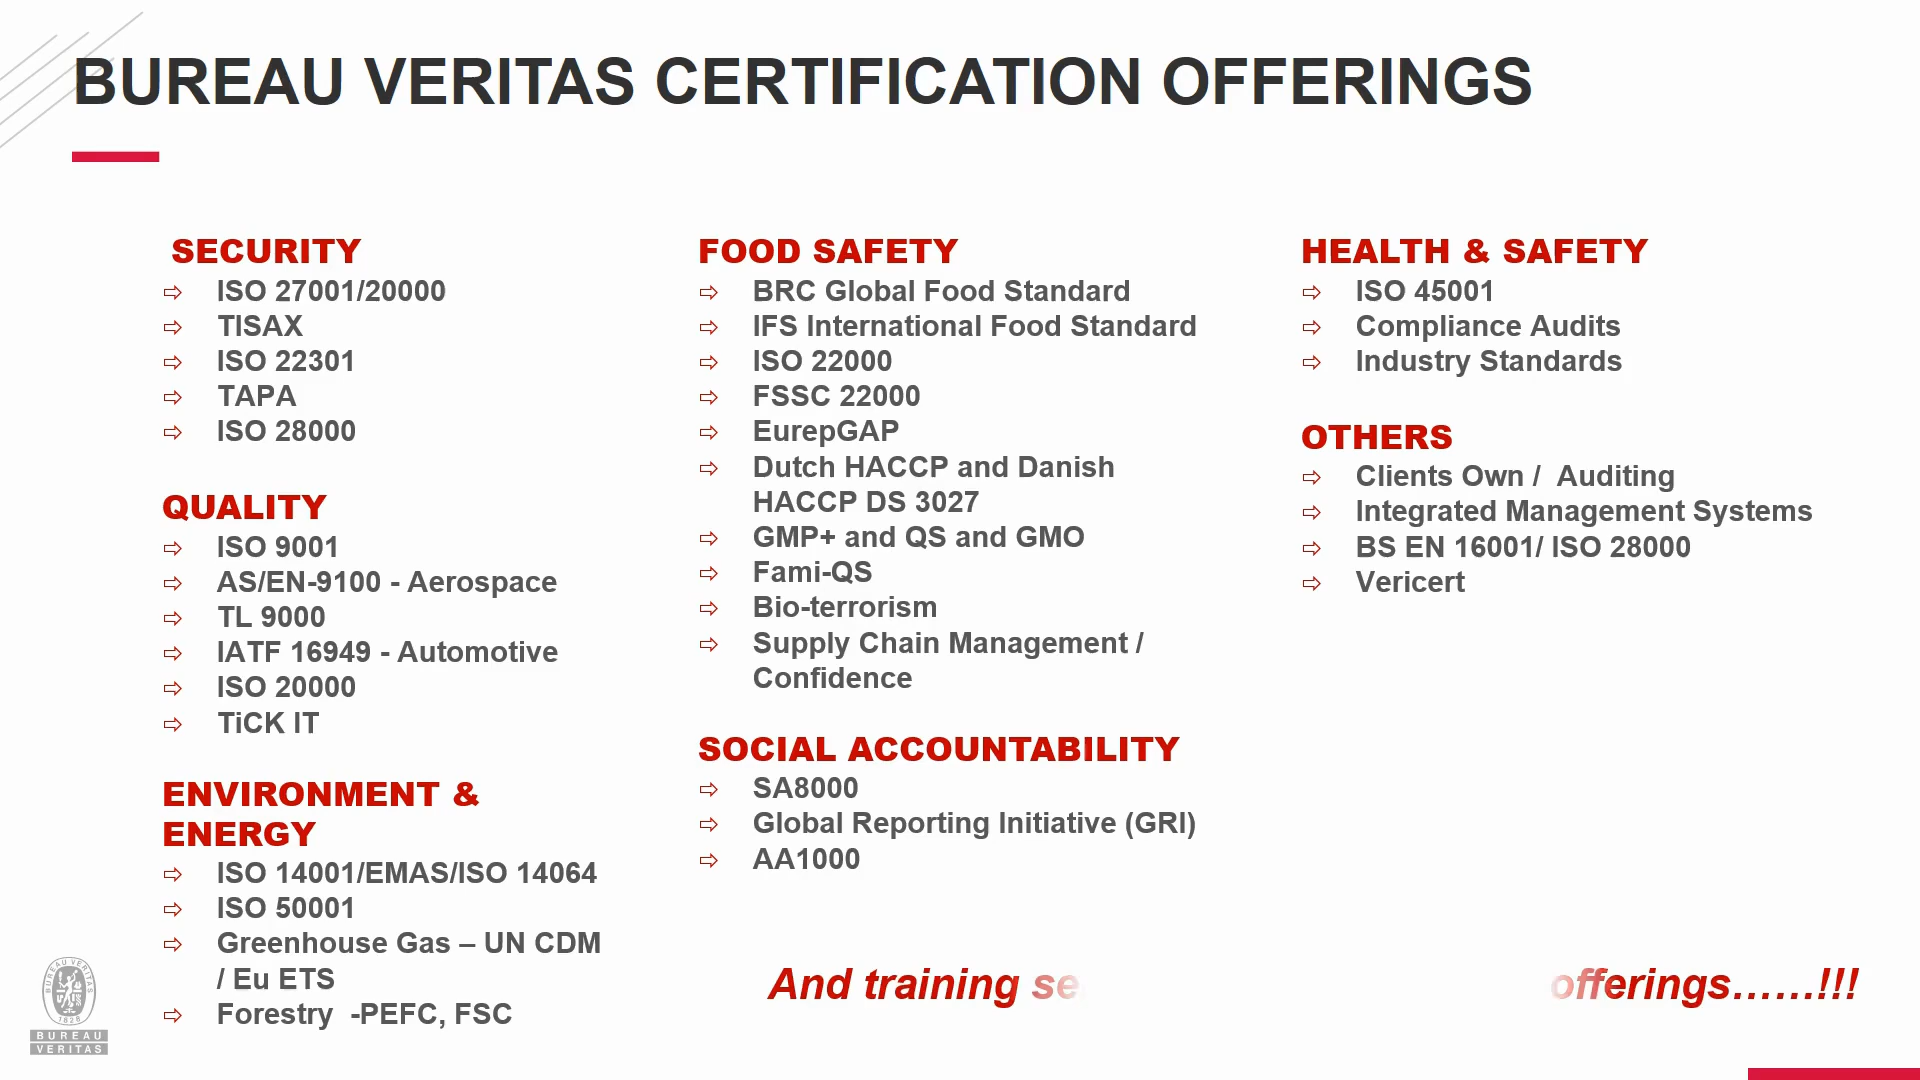 BUREAU VERITAS CERTIFICATION OFFERINGS
SECURITY
⇨ ISO 27001/20000
⇨ TISAX
⇨ ISO 22301
⇨ TAPA
⇨ ISO 28000
QUALITY
⇨ ISO 9001
⇨ AS/EN-9100 - Aerospace
⇨ TL 9000
⇨ IATF 16949 - Automotive
⇨ ISO 20000
⇨ TiCK IT
ENVIRONMENT &
ENERGY
⇨ ISO 14001/EMAS/ISO 14064
⇨ ISO 50001
⇨ Greenhouse Gas – UN CDM
/ Eu ETS
⇨ Forestry -PEFC, FSC
FOOD SAFETY
⇨ BRC Global Food Standard
⇨ IFS International Food Standard
⇨ ISO 22000
⇨ FSSC 22000
⇨ EurepGAP
⇨ Dutch HACCP and Danish
HACCP DS 3027
⇨ GMP+ and QS and GMO
⇨ Fami-QS
⇨ Bio-terrorism
⇨ Supply Chain Management /
Confidence
SOCIAL ACCOUNTABILITY
⇨ SA8000
⇨ Global Reporting Initiative (GRI)
⇨ AA1000
HEALTH & SAFETY
⇨ ISO 45001
⇨ Compliance Audits
⇨ Industry Standards
OTHERS
⇨ Clients Own / Auditing
⇨ Integrated Management Systems
⇨ BS EN 16001/ ISO 28000
⇨ Vericert
And training se offerings……!!!
BUREAU VERITAS
1828
BUREAU
VERITAS